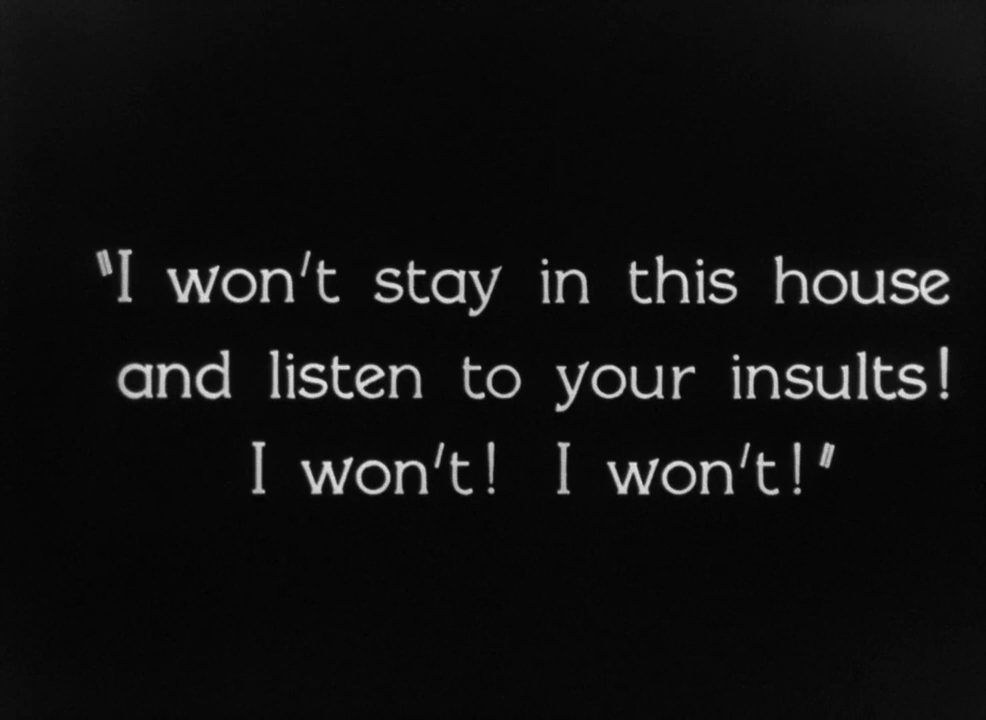 "I won't stay in this house
and listen to your insults!
I won't! I won't!"